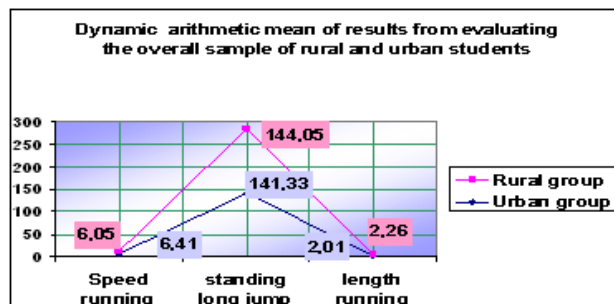 Dynamic arithmetic mean of results from evaluating
the overall sample of rural and urban students
300
250
200
150
100
50
0
144,05
141,33
6,05
6,41
2,01
2,26
Rural group
Urban group
Speed running
standing long jump
length running